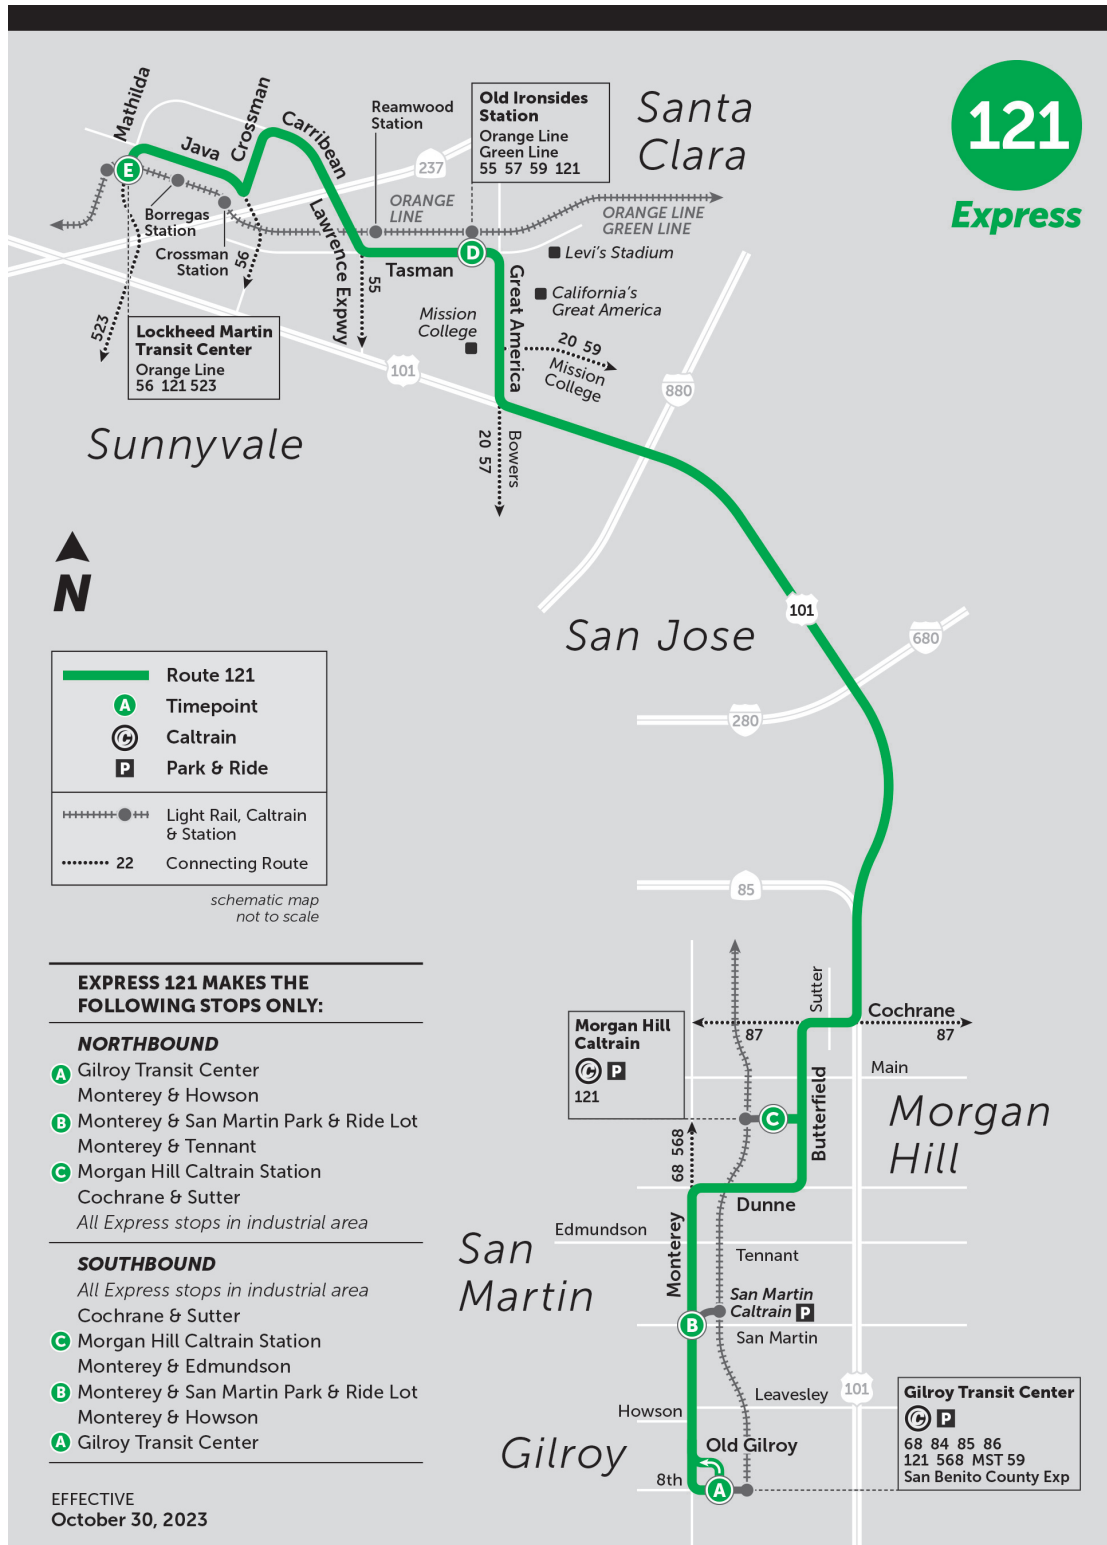 121
Express
Santa
Clara
Mathilda
Java
Crossman
Carribean
Reamwood
Station
Old Ironsides
Station
Orange Line
Green Line
55 57 59 121
237
ORANGE
LINE
ORANGE LINE
GREEN LINE
E
Borregas
Station
Crossman
Station
56
523
Lawrence Expwy
55
Tasman
D
Great America
Levi's Stadium
California's
Great America
Mission
College
20 59
Mission
College
Lockheed Martin
Transit Center
Orange Line
56 121 523
101
880
20 57
Bowers
Sunnyvale
N
San Jose
101
680
280
85
Route 121
A
Timepoint
C
Caltrain
P
Park & Ride
Light Rail, Caltrain
& Station
22
Connecting Route
schematic map
not to scale
EXPRESS 121 MAKES THE
FOLLOWING STOPS ONLY:
NORTHBOUND
A Gilroy Transit Center
Monterey & Howson
B Monterey & San Martin Park & Ride Lot
Monterey & Tennant
C Morgan Hill Caltrain Station
Cochrane & Sutter
All Express stops in industrial area
SOUTHBOUND
All Express stops in industrial area
Cochrane & Sutter
C Morgan Hill Caltrain Station
Monterey & Edmundson
B Monterey & San Martin Park & Ride Lot
Monterey & Howson
A Gilroy Transit Center
EFFECTIVE
October 30, 2023
Sutter
Cochrane
87
87
Morgan Hill
Caltrain
C P
121
Main
Butterfield
C
68 568
Morgan
Hill
Dunne
Edmundson
Monterey
Tennant
San
Martin
San Martin
Caltrain P
B
San Martin
Leavesley
101
Howson
Gilroy
Old Gilroy
8th
A
Gilroy Transit Center
C P
68 84 85 86
121 568 MST 59
San Benito County Exp